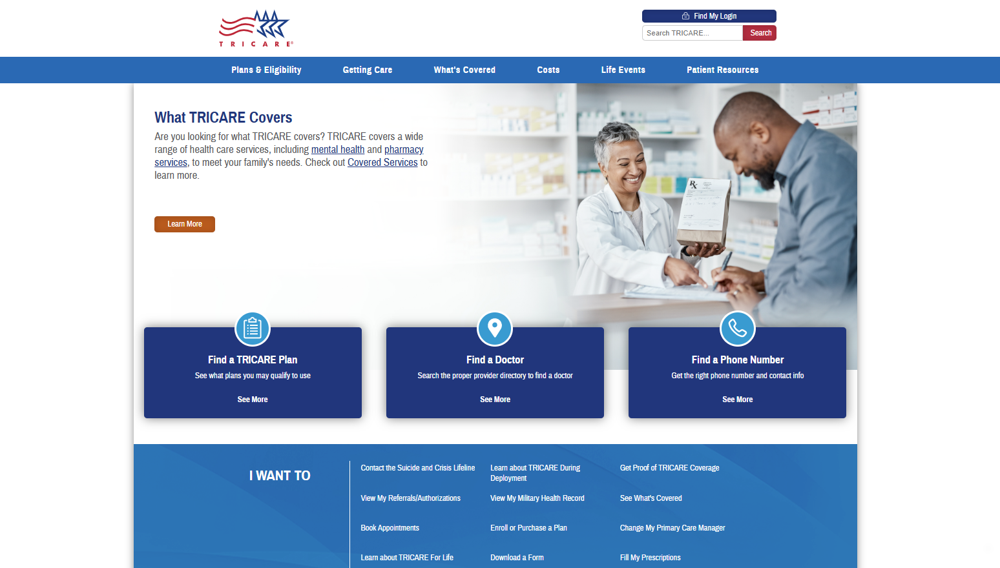 TRICARE®
Find My Login
Search TRICARE...
Search
Plans & Eligibility
Getting Care
What's Covered
Costs
Life Events
Patient Resources
What TRICARE Covers
Are you looking for what TRICARE covers? TRICARE covers a wide
range of health care services, including mental health and pharmacy
services, to meet your family's needs. Check out Covered Services to
learn more.
Learn More
Rx
Find a TRICARE Plan
See what plans you may qualify to use
See More
Find a Doctor
Search the proper provider directory to find a doctor
See More
Find a Phone Number
Get the right phone number and contact info
See More
I WANT TO
Contact the Suicide and Crisis Lifeline
Learn about TRICARE During
Deployment
Get Proof of TRICARE Coverage
View My Referrals/Authorizations
View My Military Health Record
See What's Covered
Book Appointments
Enroll or Purchase a Plan
Change My Primary Care Manager
Learn about TRICARE For Life
Download a Form
Fill My Prescriptions